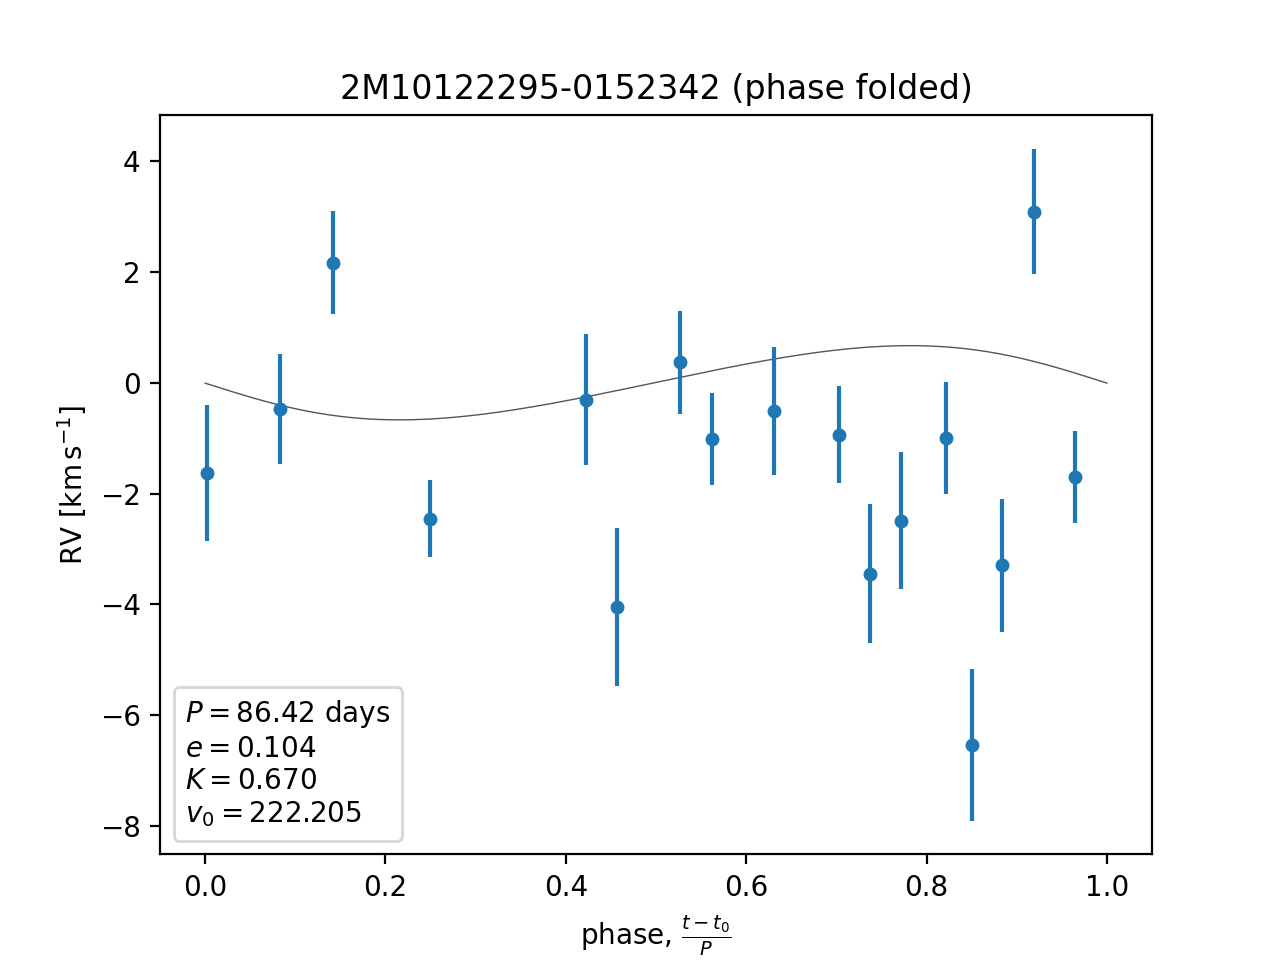 2M10122295-0152342 (phase folded)
RV [km s⁻¹]
4
2
0
−2
−4
−6
−8
P = 86.42 days
e = 0.104
K = 0.670
v₀ = 222.205
0.0 0.2 0.4 0.6 0.8 1.0
phase, (t − t₀)/P